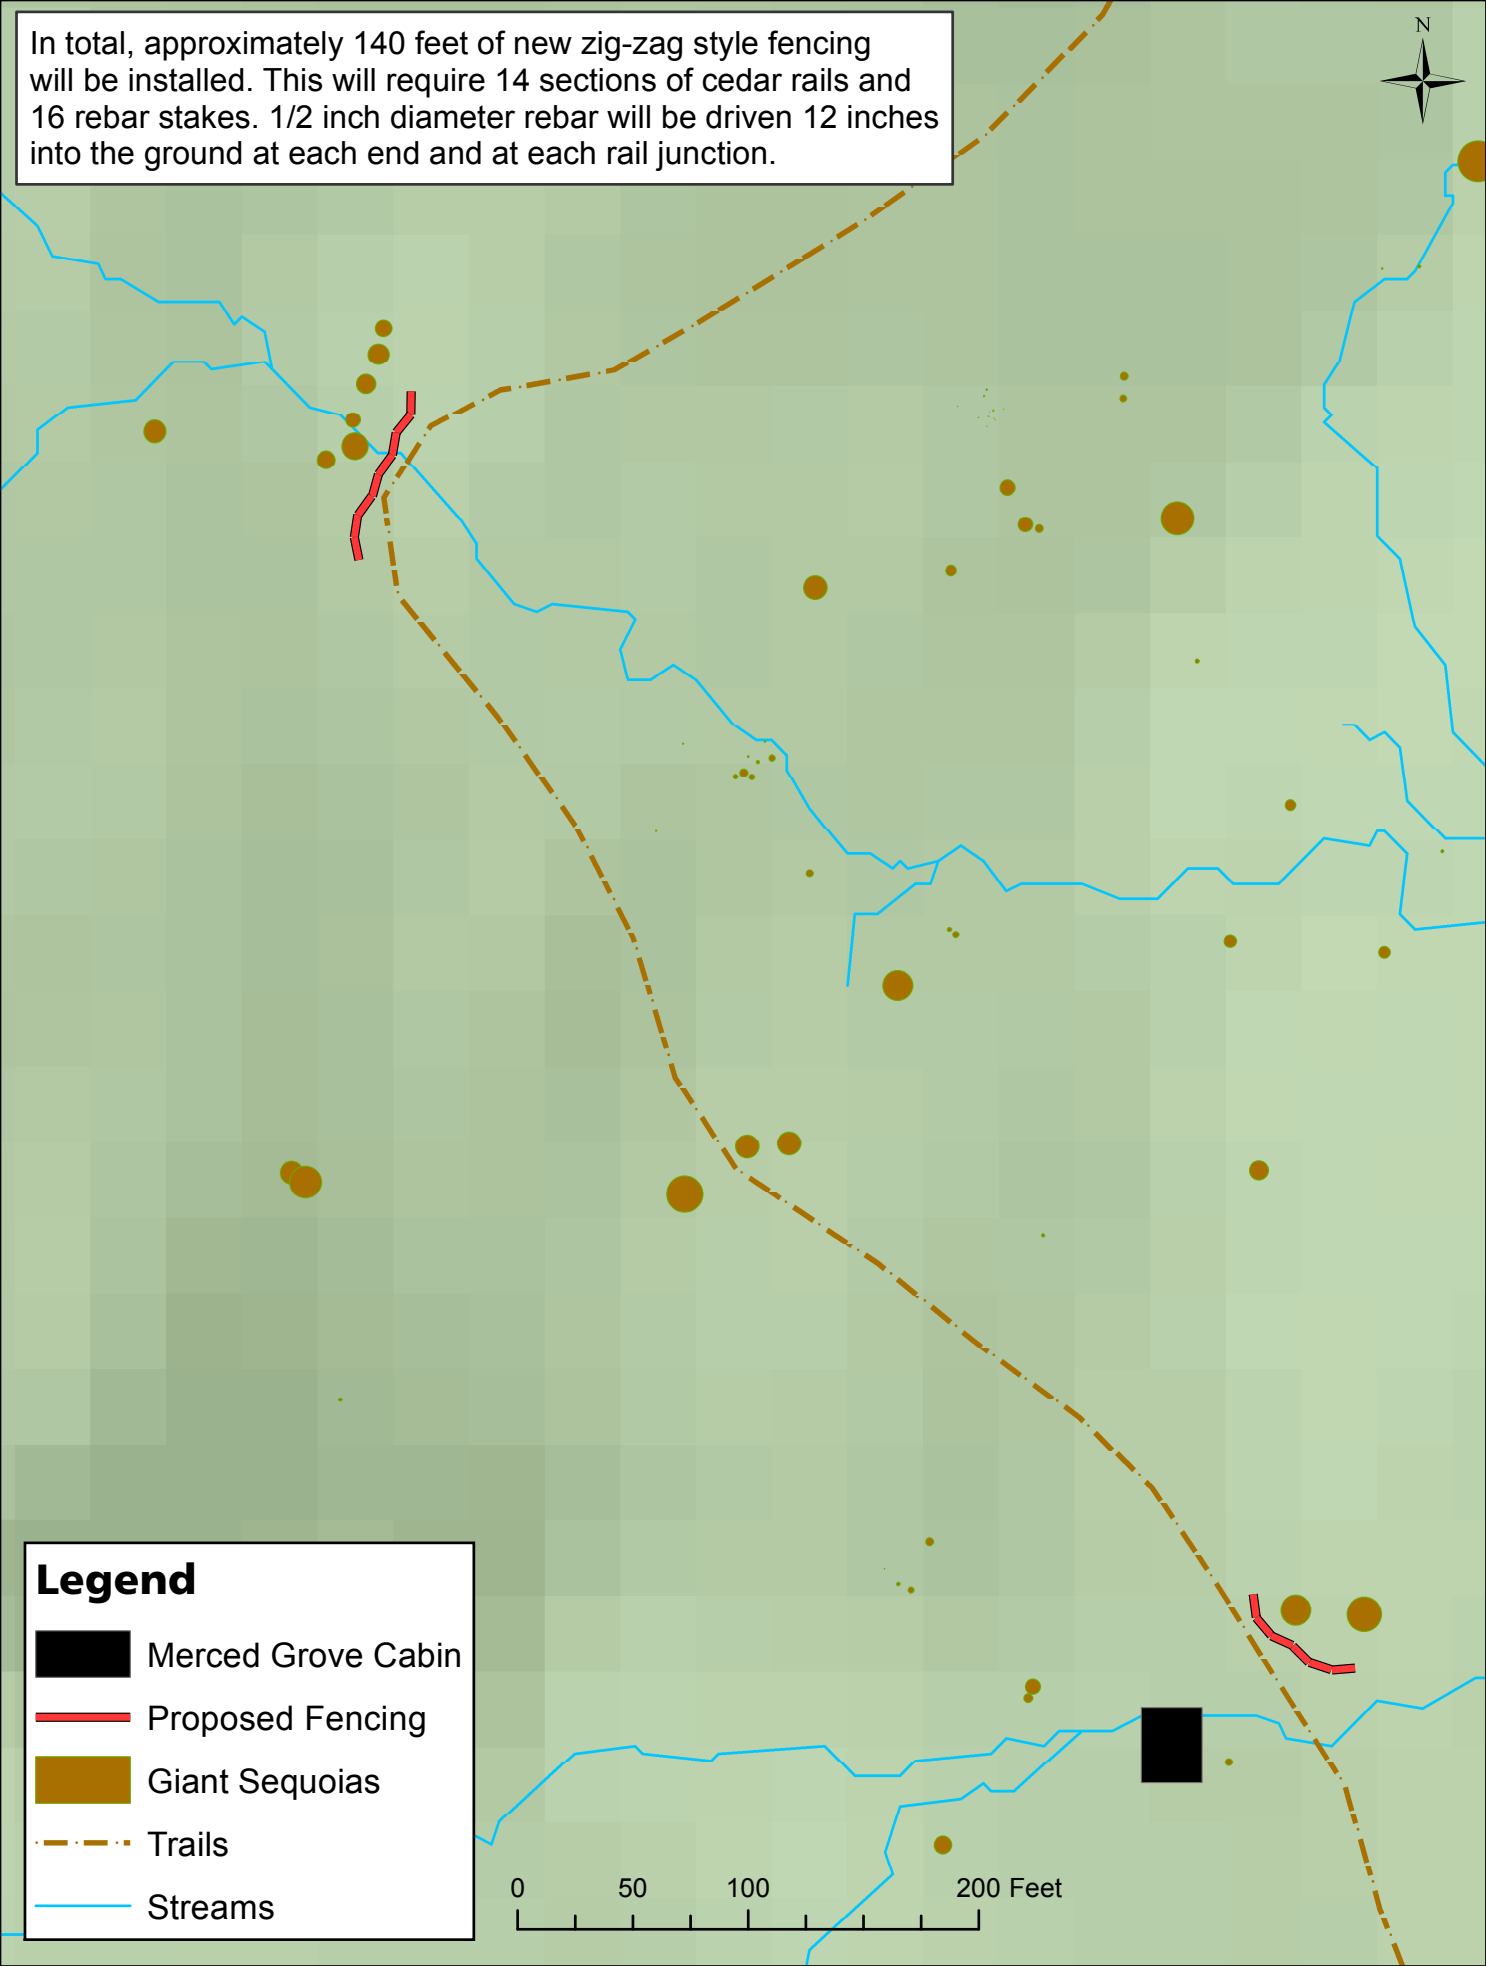 In total, approximately 140 feet of new zig-zag style fencing
will be installed. This will require 14 sections of cedar rails and
16 rebar stakes. 1/2 inch diameter rebar will be driven 12 inches
into the ground at each end and at each rail junction.
N
Legend
Merced Grove Cabin
Proposed Fencing
Giant Sequoias
Trails
Streams
0 50 100 200 Feet